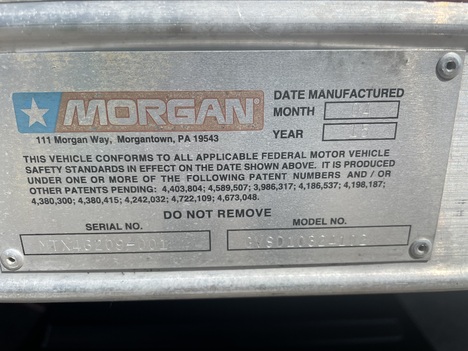 MORGAN®
111 Morgan Way, Morgantown, PA 19543
DATE MANUFACTURED
MONTH
YEAR
THIS VEHICLE CONFORMS TO ALL APPLICABLE FEDERAL MOTOR VEHICLE
SAFETY STANDARDS IN EFFECT ON THE DATE SHOWN ABOVE. IT IS PRODUCED
UNDER ONE OR MORE OF THE FOLLOWING PATENT NUMBERS AND / OR
OTHER PATENTS PENDING: 4,403,804; 4,589,507; 3,986,317; 4,186,537; 4,198,187;
4,380,300; 4,380,415; 4,242,032; 4,722,109; 4,673,048.
DO NOT REMOVE
SERIAL NO.
MODEL NO.